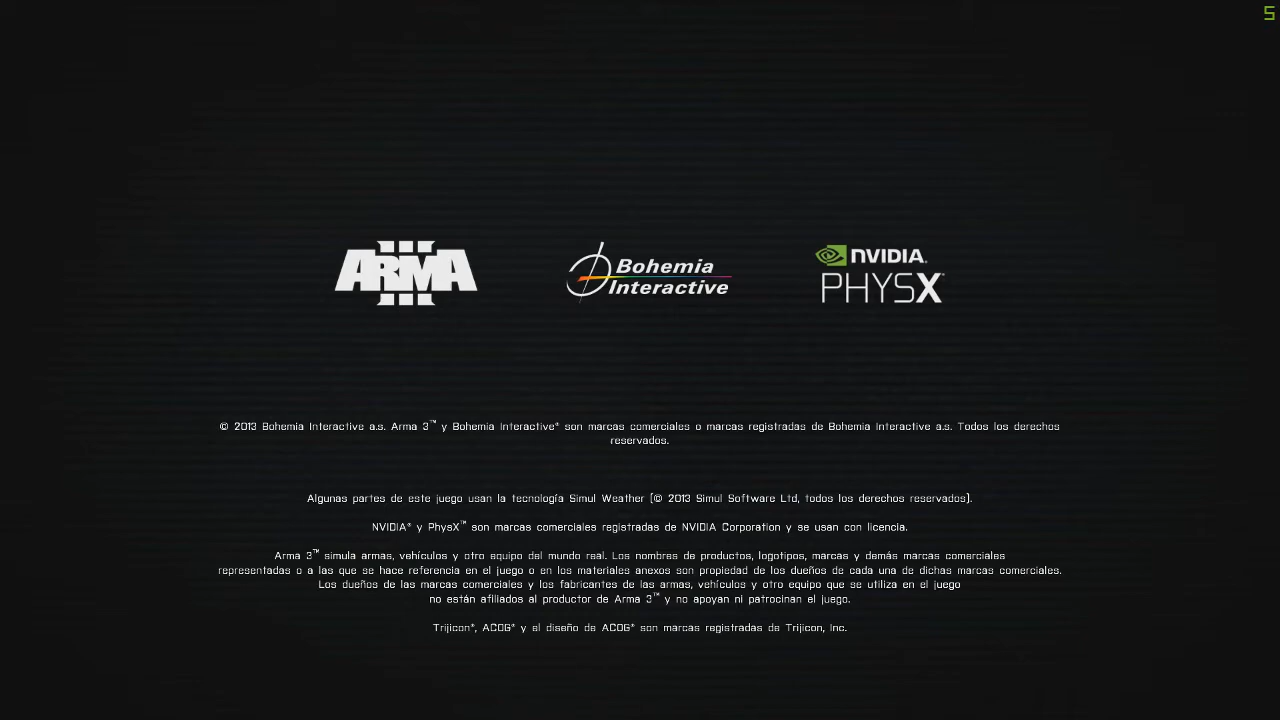 5
ARMA III
Bohemia
Interactive
NVIDIA.
PHYSX™
© 2013 Bohemia Interactive a.s. Arma 3™ y Bohemia Interactive® son marcas comerciales o marcas registradas de Bohemia Interactive a.s. Todos los derechos
reservados.
Algunas partes de este juego usan la tecnología Simul Weather (© 2013 Simul Software Ltd, todos los derechos reservados).
NVIDIA® y PhysX™ son marcas comerciales registradas de NVIDIA Corporation y se usan con licencia.
Arma 3™ simula armas, vehículos y otro equipo del mundo real. Los nombres de productos, logotipos, marcas y demás marcas comerciales
representadas o a las que se hace referencia en el juego o en los materiales anexos son propiedad de los dueños de cada una de dichas marcas comerciales.
Los dueños de las marcas comerciales y los fabricantes de las armas, vehículos y otro equipo que se utiliza en el juego
no están afiliados al productor de Arma 3™ y no apoyan ni patrocinan el juego.
Trijicon®, ACOG® y el diseño de ACOG® son marcas registradas de Trijicon, Inc.